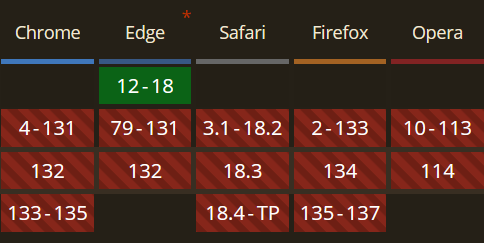 Chrome Edge * Safari Firefox Opera
12-18
4-131 79-131 3.1-18.2 2-133 10-113
132 132 18.3 134 114
133-135 18.4-TP 135-137